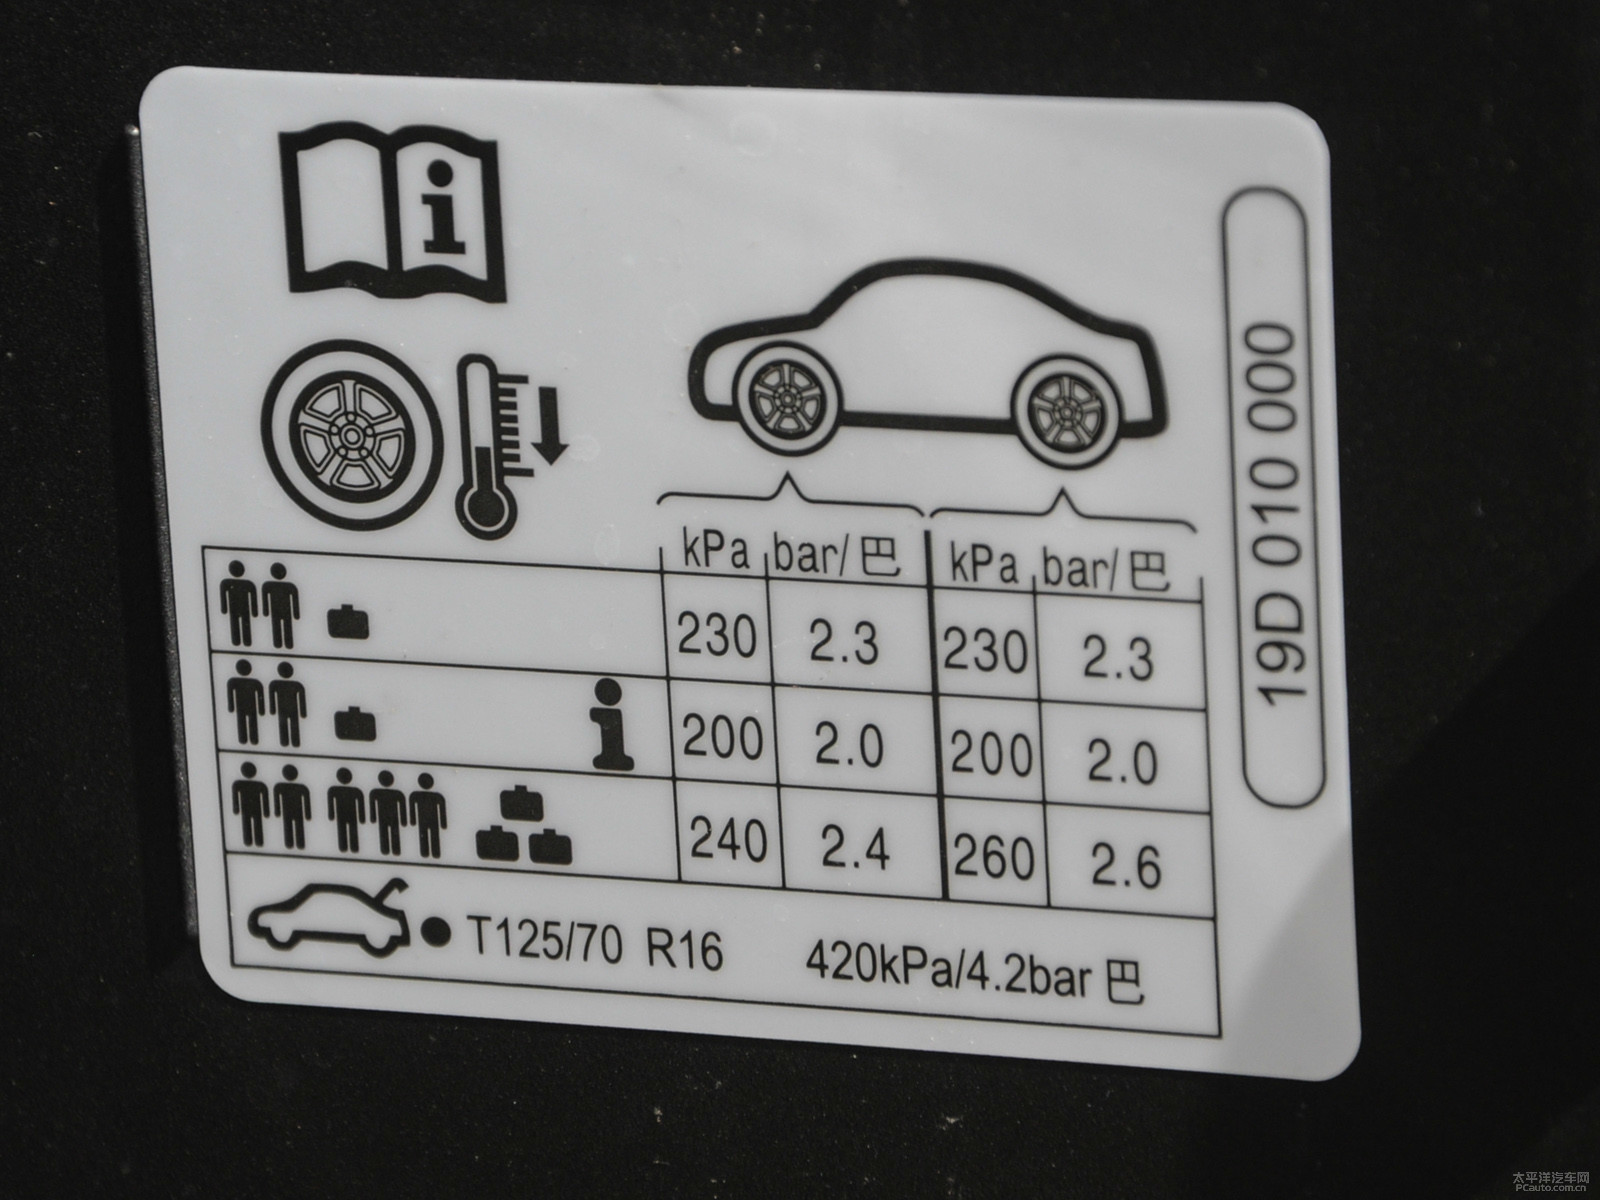 i
kPa bar/巴 kPa bar/巴
230 2.3 230 2.3
i 200 2.0 200 2.0
240 2.4 260 2.6
T125/70 R16 420kPa/4.2bar 巴
19D 010 000
太平洋汽车网
PCauto.com.cn